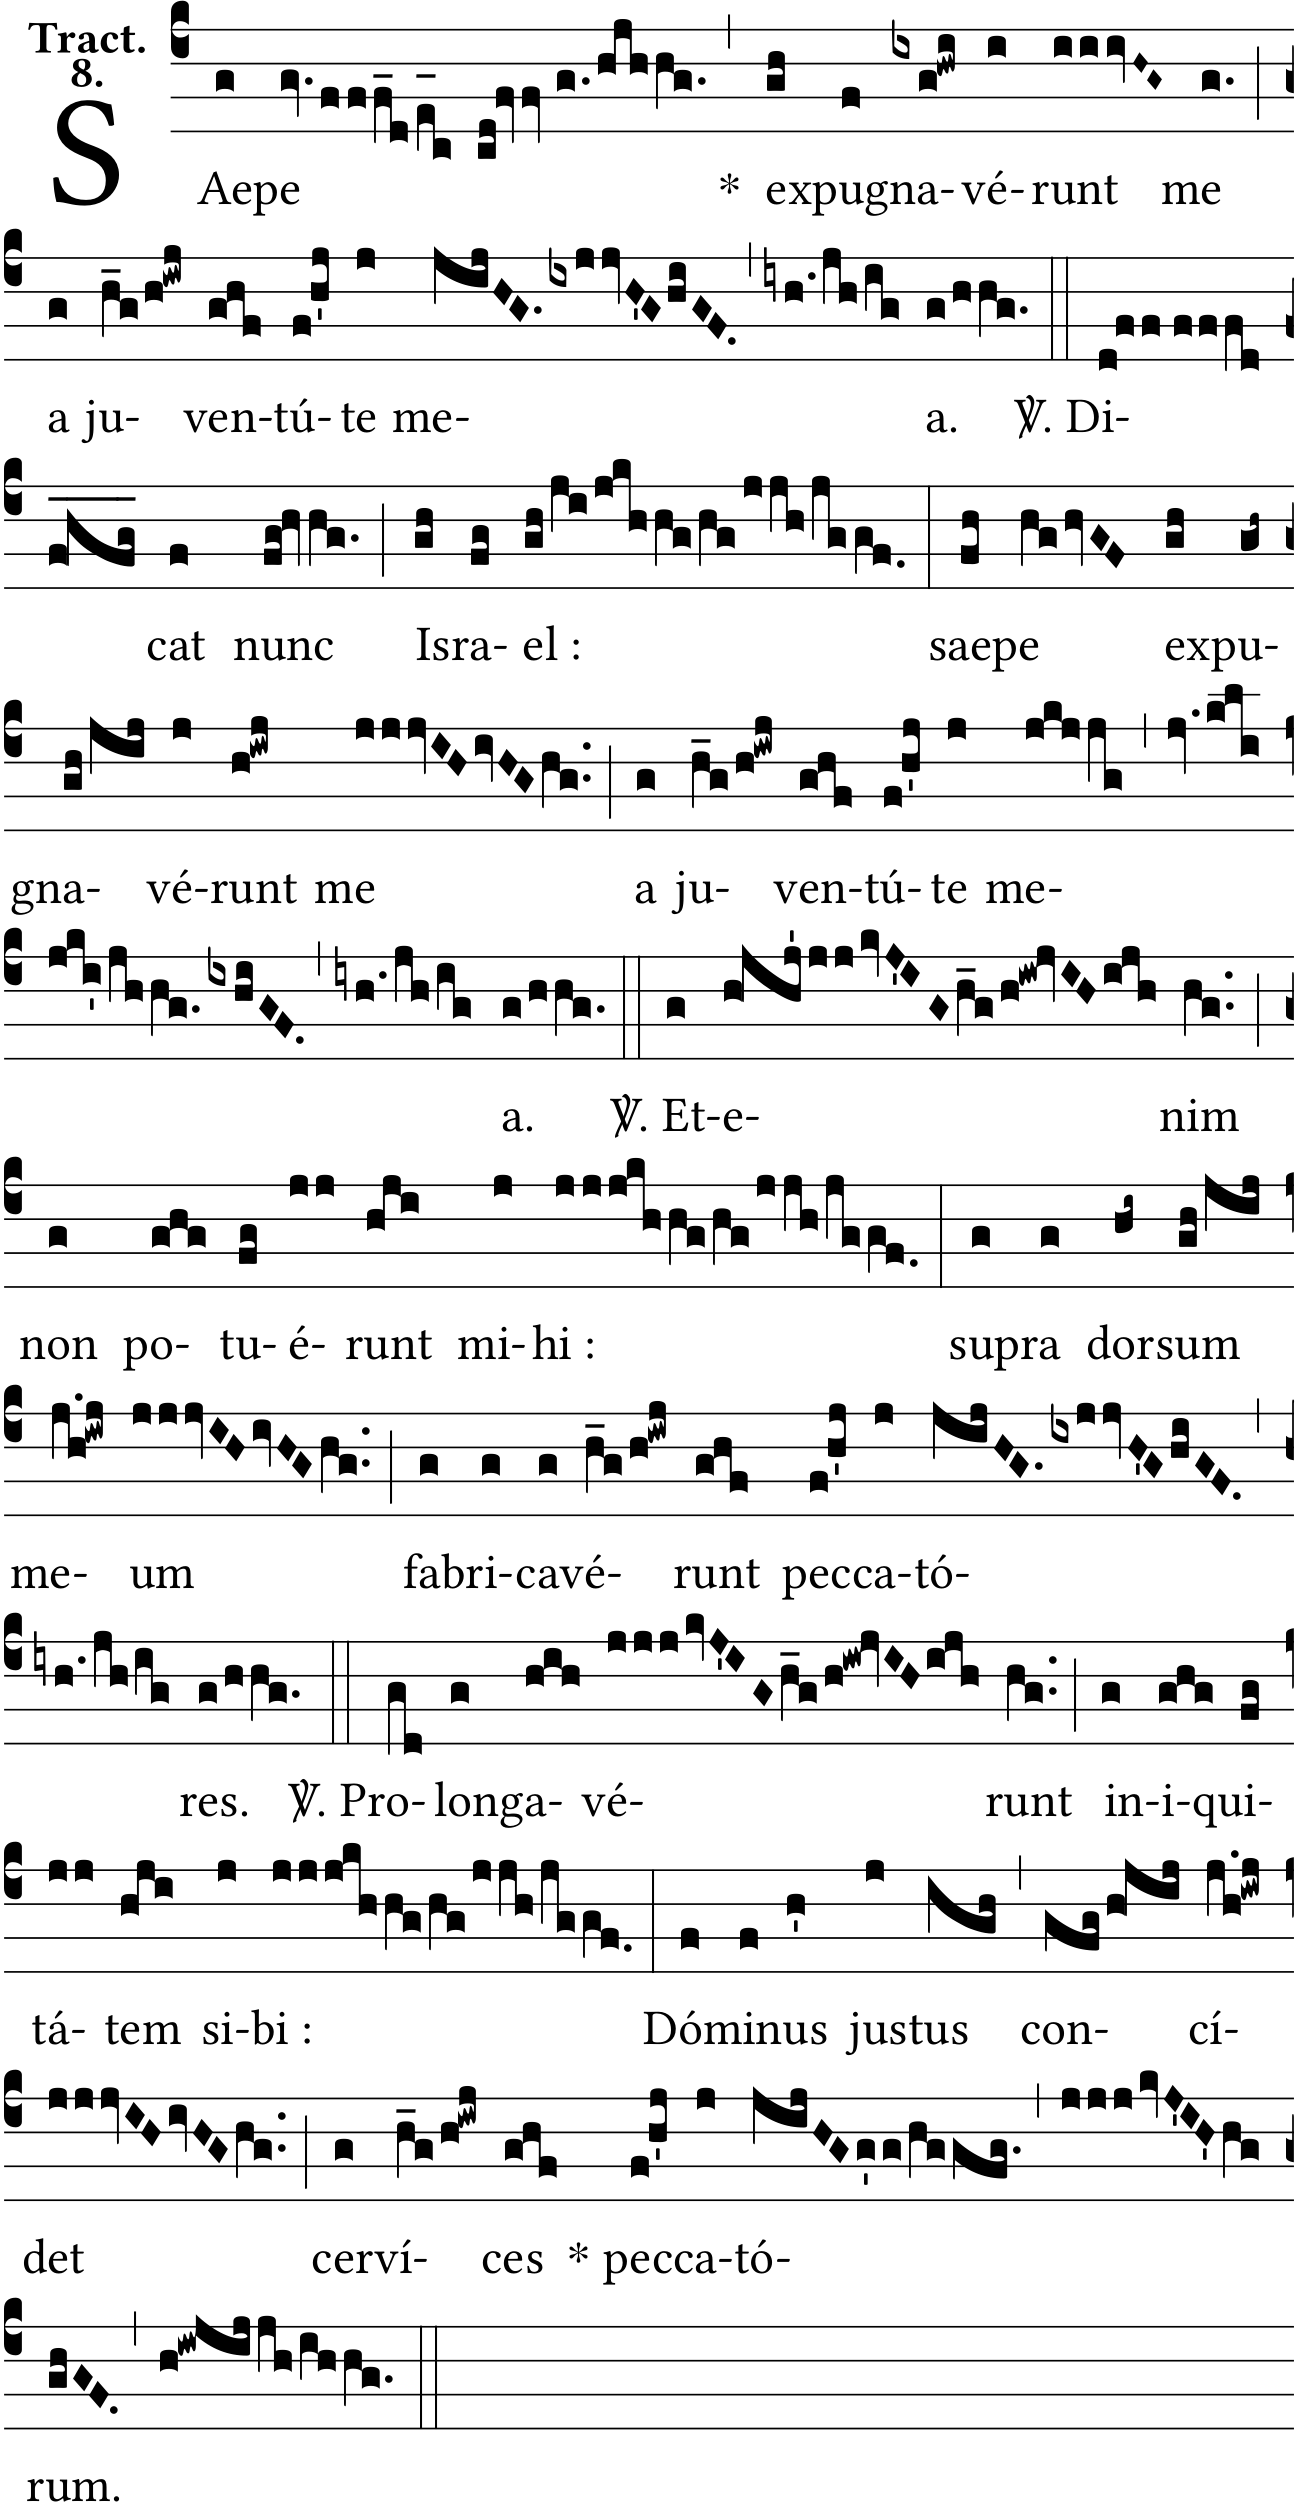 Tract.
8.
SAepe * expugna-vé-runt me
a ju- ven-tú-te me- a. ℣. Di-
cat nunc Isra-el : saepe expu-
gna- vé-runt me a ju- ven-tú-te me-
a. ℣. Et-e- nim
non po- tu-é-runt mi-hi : supra dorsum
me- um fabri-cavé- runt pecca-tó-
res. ℣. Pro-longa- vé- runt in-i-qui-
tá-tem si-bi : Dóminus justus con- cí-
det cerví- ces * pecca-tó-
rum.